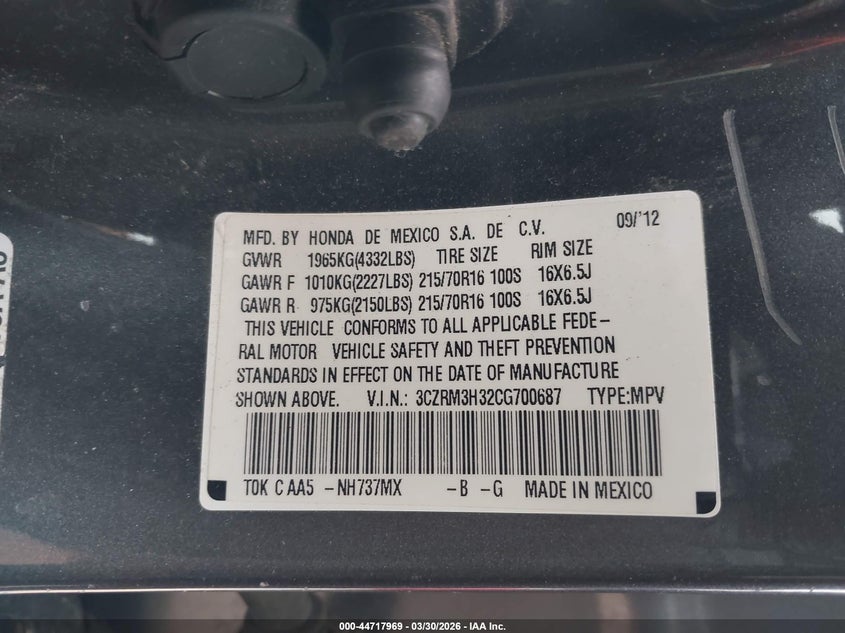 MFD. BY HONDA DE MEXICO S.A. DE C.V. 09/'12
GVWR 1965KG(4332LBS) TIRE SIZE RIM SIZE
GAWR F 1010KG(2227LBS) 215/70R16 100S 16X6.5J
GAWR R 975KG(2150LBS) 215/70R16 100S 16X6.5J
THIS VEHICLE CONFORMS TO ALL APPLICABLE FEDE-
RAL MOTOR VEHICLE SAFETY AND THEFT PREVENTION
STANDARDS IN EFFECT ON THE DATE OF MANUFACTURE
SHOWN ABOVE. V.I.N.: 3CZRM3H32CG700687 TYPE:MPV
T0K C AA5 -NH737MX -B -G MADE IN MEXICO
000-44717969 — 03/30/2026 - IAA Inc.